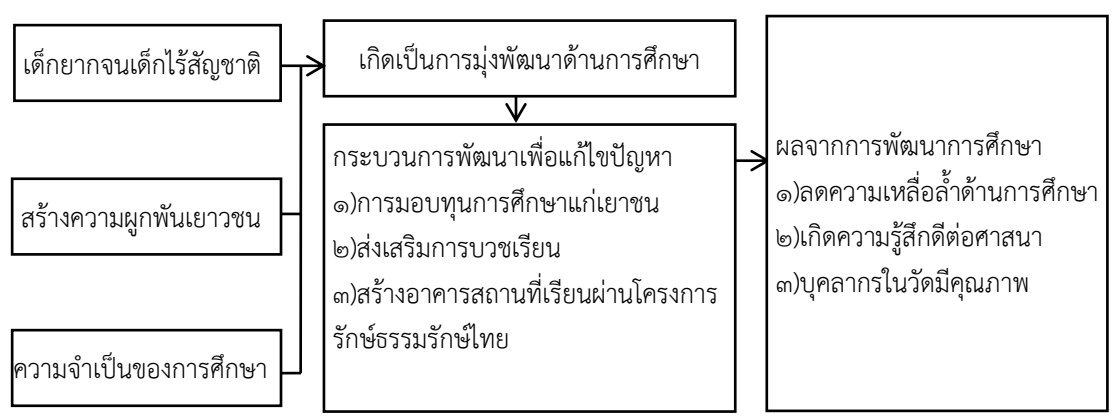 เด็กยากจนเด็กไร้สัญชาติ
สร้างความผูกพันเยาวชน
ความจำเป็นของการศึกษา
เกิดเป็นการมุ่งพัฒนาด้านการศึกษา
กระบวนการพัฒนาเพื่อแก้ไขปัญหา
๑)การมอบทุนการศึกษาแก่เยาชน
๒)ส่งเสริมการบวชเรียน
๓)สร้างอาคารสถานที่เรียนผ่านโครงการ
รักษ์ธรรมรักษ์ไทย
ผลจากการพัฒนาการศึกษา
๑)ลดความเหลื่อล้ำด้านการศึกษา
๒)เกิดความรู้สึกดีต่อศาสนา
๓)บุคลากรในวัดมีคุณภาพ